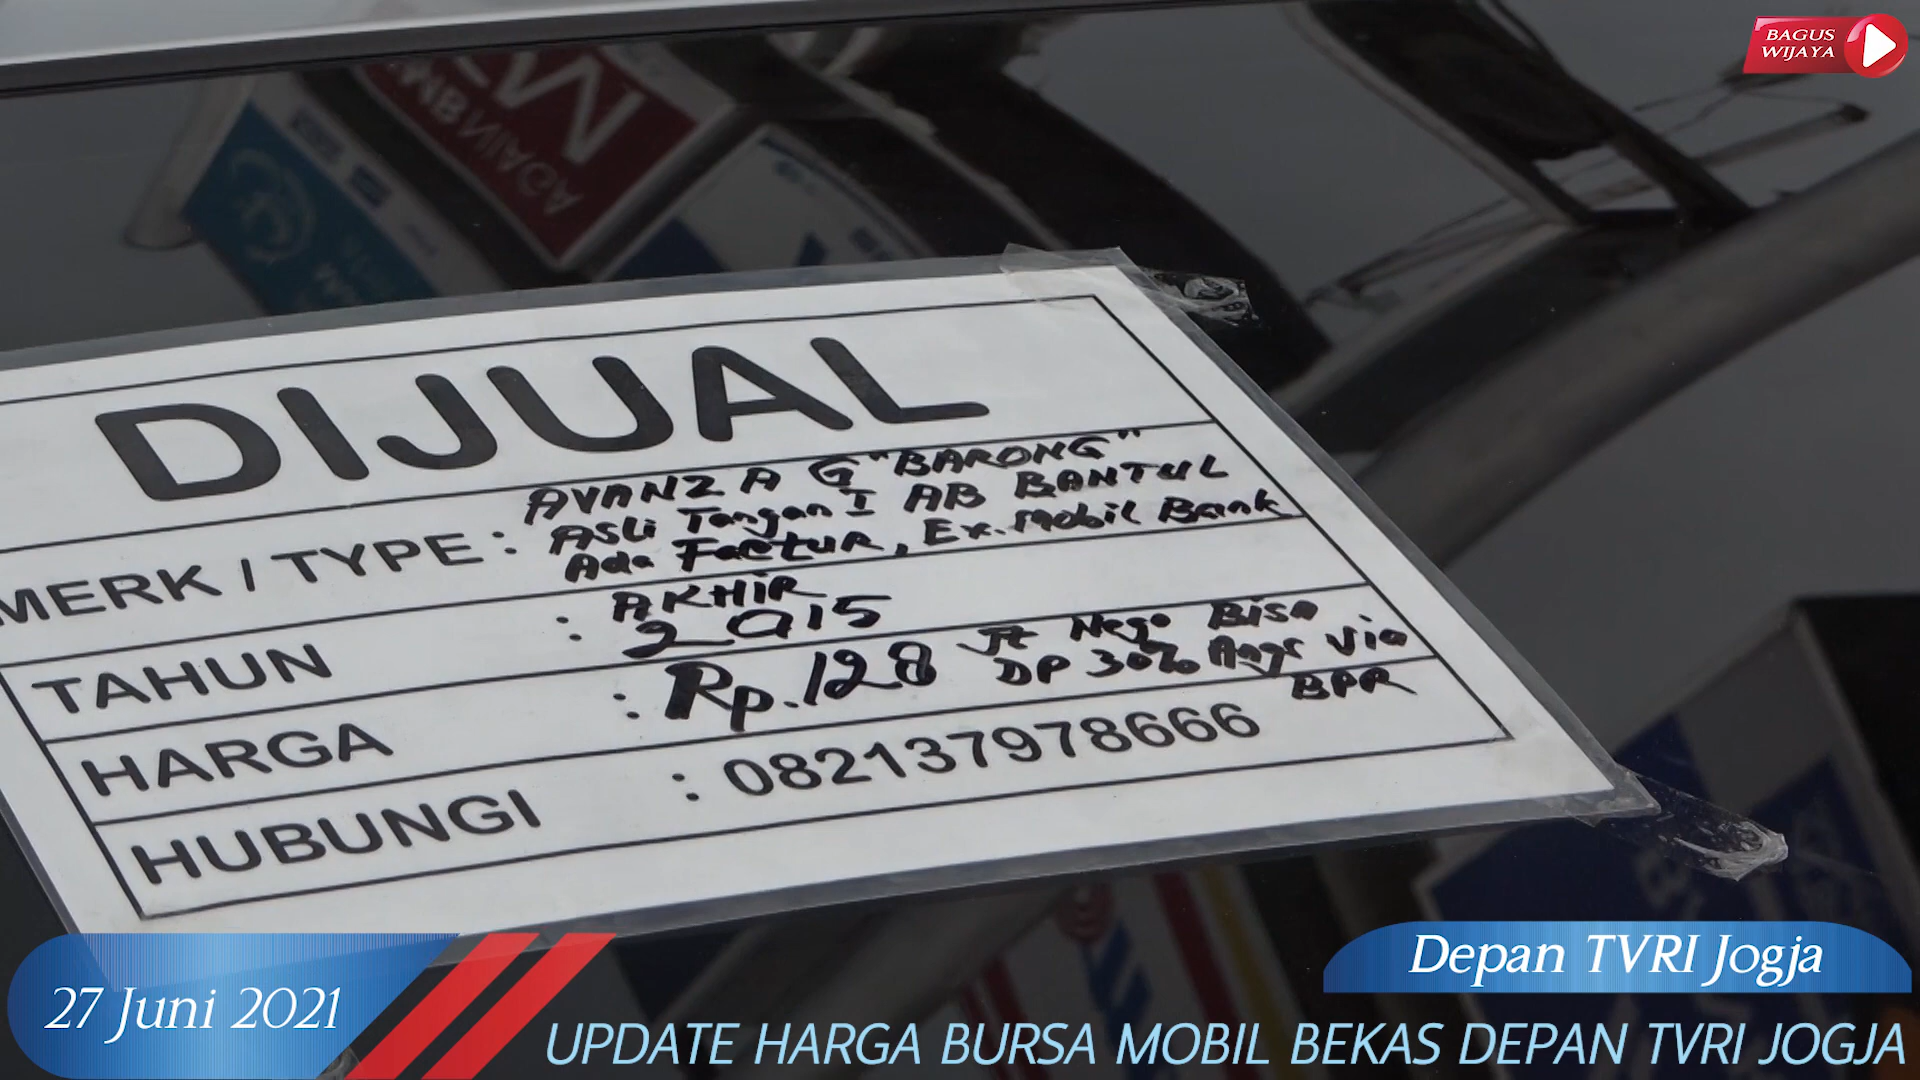 BAGUS
WIJAYA
DIJUAL
MERK / TYPE : AVANZA G "BARONG"
ASLi Tangan I AB BANTUL
Ada FacTUR, Ex. Mobil Bank
TAHUN : AKHIR
2015
HARGA : Rp. 128 Jt Nego Bisa
DP 30% Angs Via
BPR
HUBUNGI : 082137978666
Depan TVRI Jogja
27 Juni 2021
UPDATE HARGA BURSA MOBIL BEKAS DEPAN TVRI JOGJA